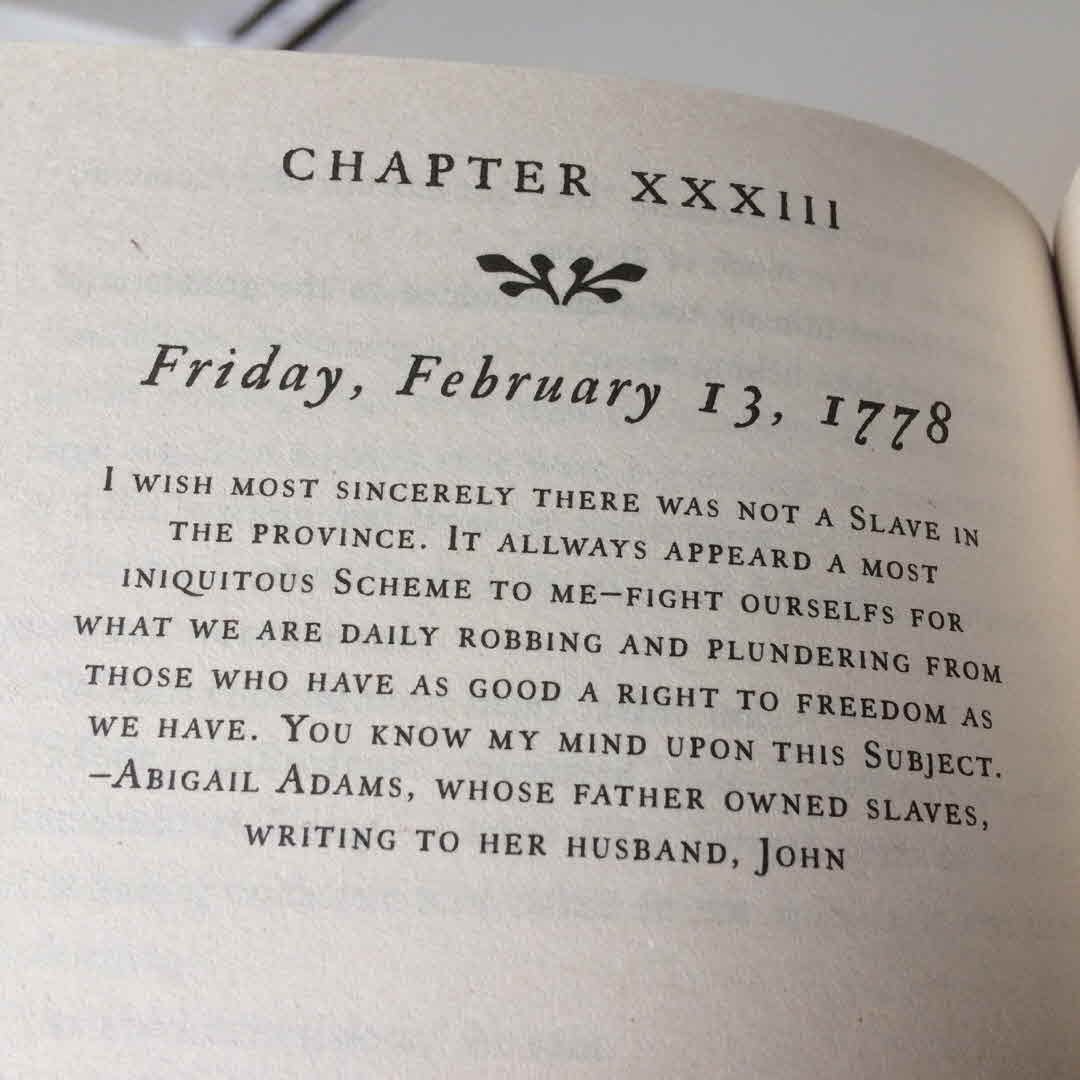 CHAPTER XXXIII
Friday, February 13, 1778
I WISH MOST SINCERELY THERE WAS NOT A SLAVE IN
THE PROVINCE. IT ALLWAYS APPEARD A MOST
INIQUITOUS SCHEME TO ME—FIGHT OURSELFS FOR
WHAT WE ARE DAILY ROBBING AND PLUNDERING FROM
THOSE WHO HAVE AS GOOD A RIGHT TO FREEDOM AS
WE HAVE. YOU KNOW MY MIND UPON THIS SUBJECT.
–ABIGAIL ADAMS, WHOSE FATHER OWNED SLAVES,
WRITING TO HER HUSBAND, JOHN